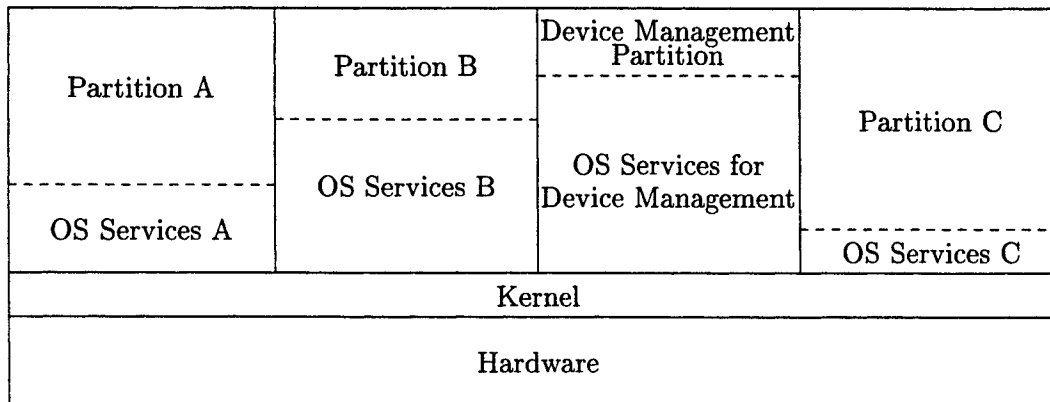 Partition A
OS Services A
Partition B
OS Services B
Device Management
Partition
OS Services for
Device Management
Partition C
OS Services C
Kernel
Hardware